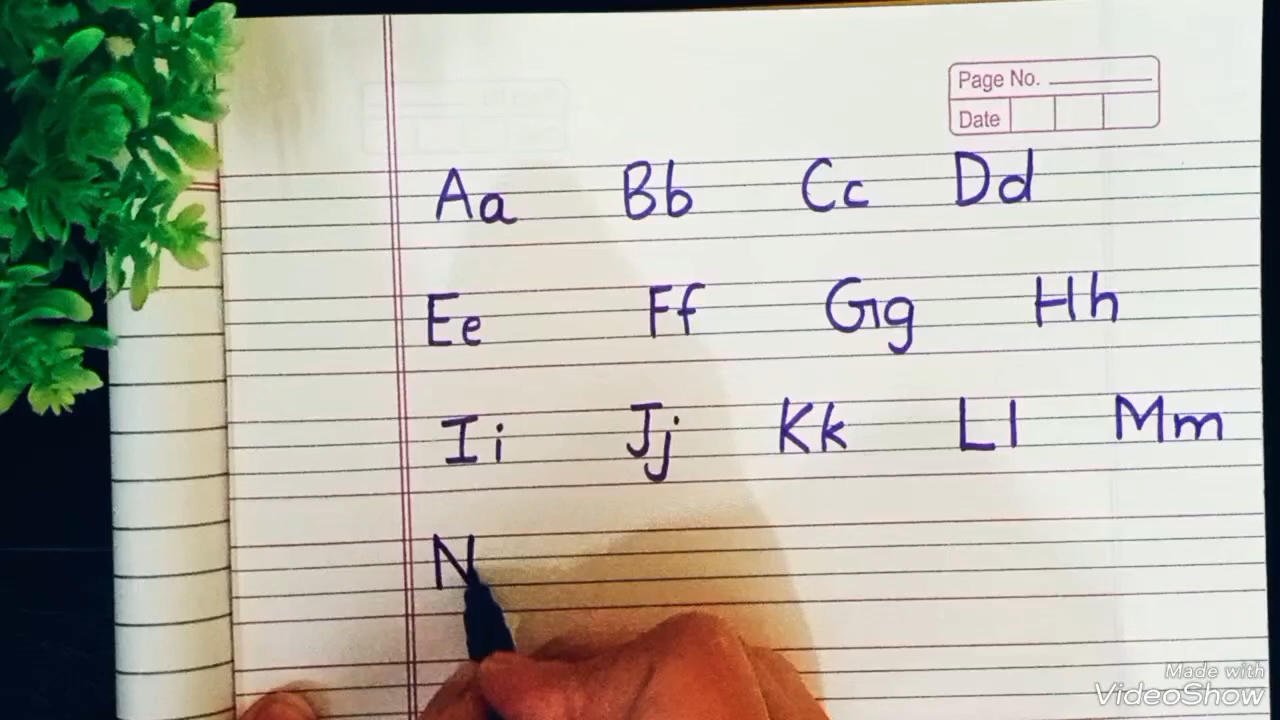 Page No.
Date
Aa Bb Cc Dd
Ee Ff Gg Hh
Ii Jj Kk Ll Mm
N
Made with
VideoShow